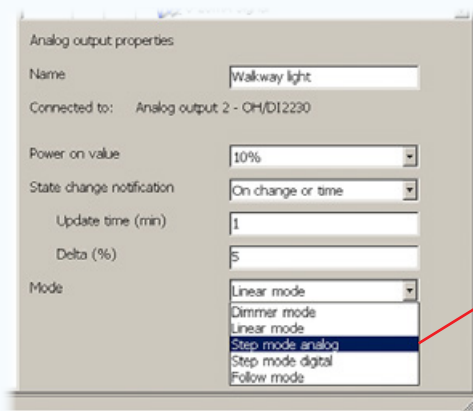 Analog output properties
Name Walkway light
Connected to: Analog output 2 - OH/DI2230
Power on value 10%
State change notification On change or time
Update time (min) 1
Delta (%) 5
Mode Linear mode
Dimmer mode
Linear mode
Step mode analog
Step mode digital
Follow mode